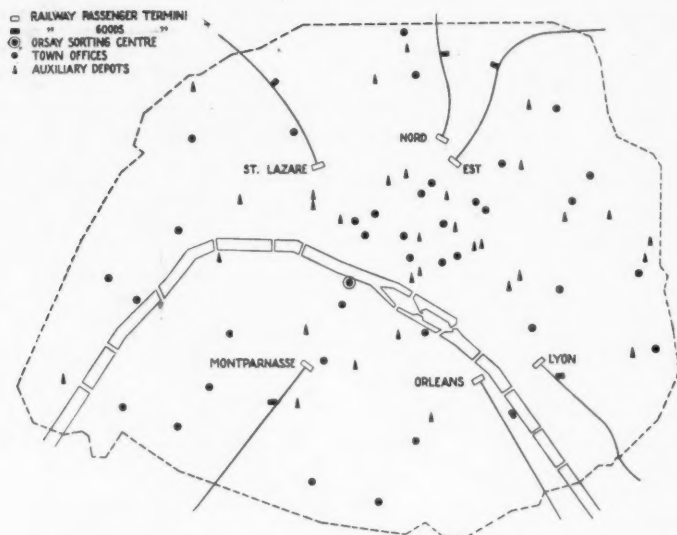 RAILWAY PASSENGER TERMINI
" GOODS "
ORSAY SORTING CENTRE
TOWN OFFICES
AUXILIARY DEPOTS
NORD
ST. LAZARE
EST
MONTPARNASSE
LYON
ORLEANS